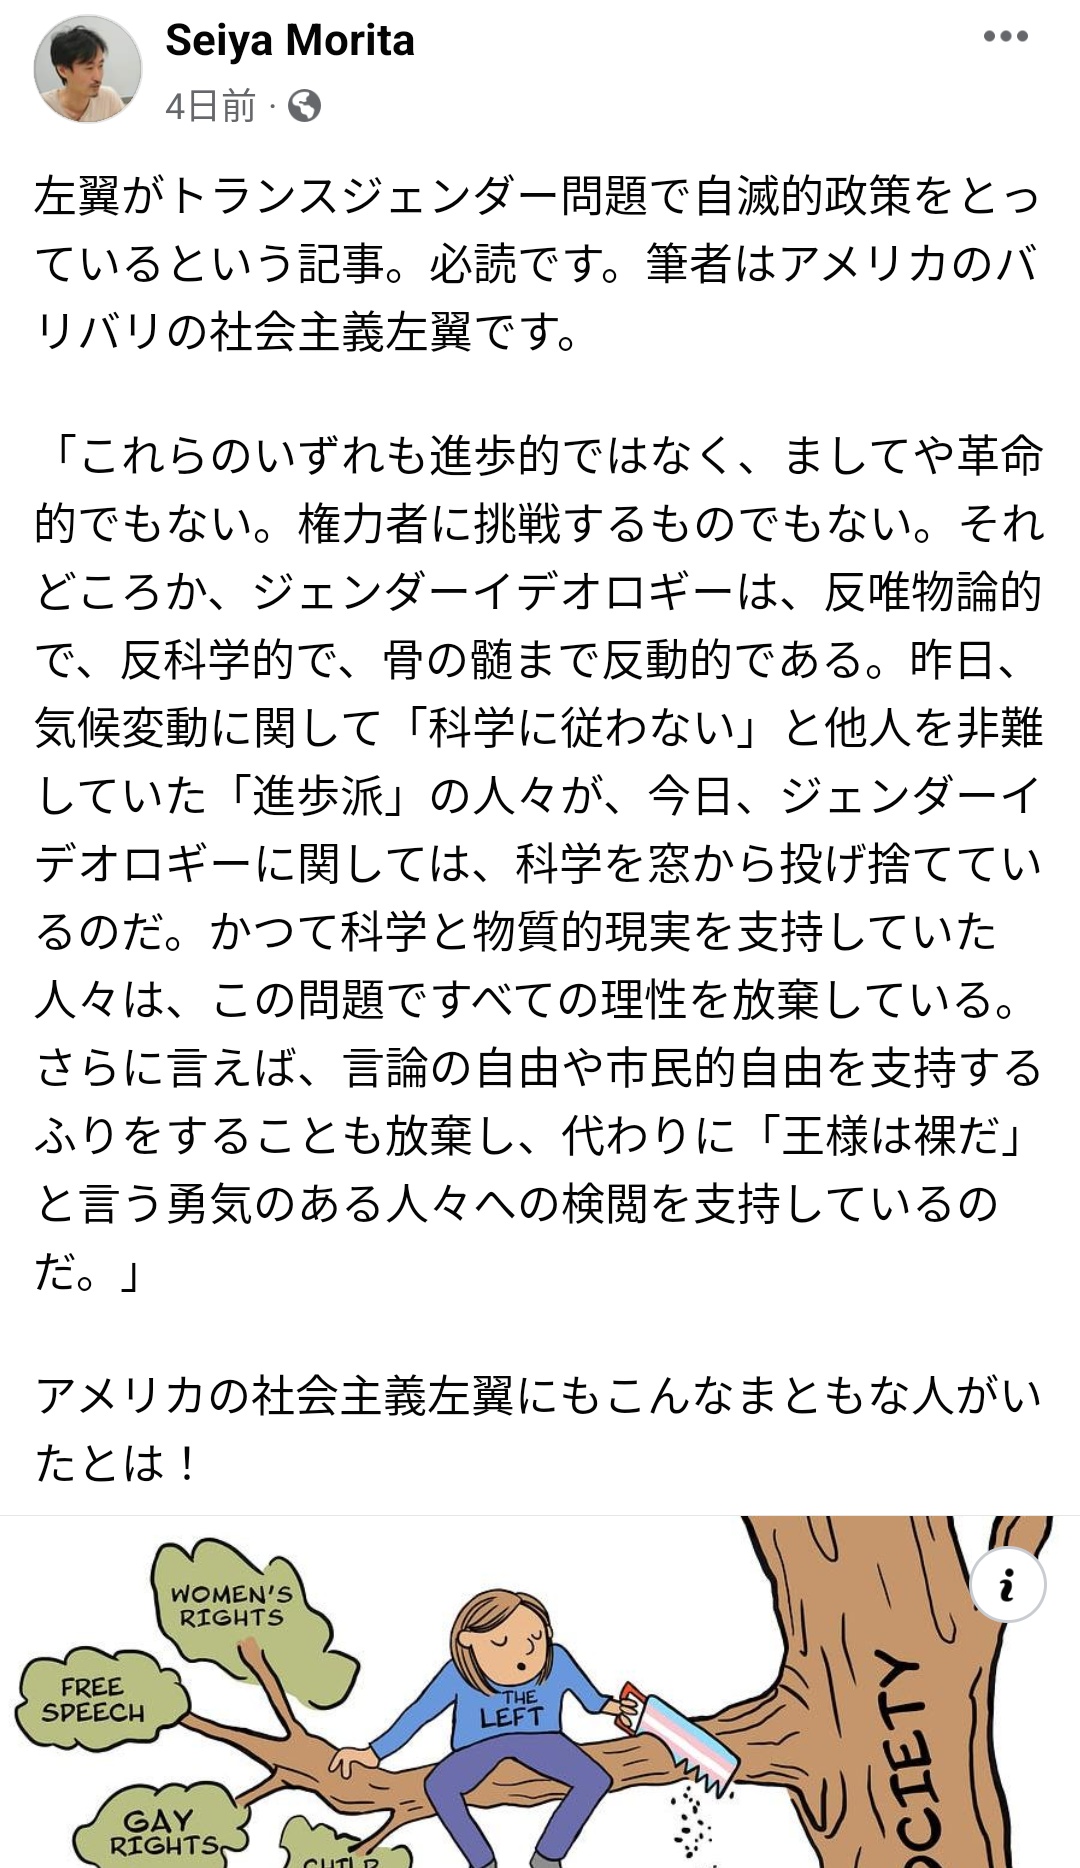 Seiya Morita
4日前
左翼がトランスジェンダー問題で自滅的政策をとっ
ているという記事。必読です。筆者はアメリカのバ
リバリの社会主義左翼です。
「これらのいずれも進歩的ではなく、ましてや革命
的でもない。権力者に挑戦するものでもない。それ
どころか、ジェンダーイデオロギーは、反唯物論的
で、反科学的で、骨の髄まで反動的である。昨日、
気候変動に関して「科学に従わない」と他人を非難
していた「進歩派」の人々が、今日、ジェンダーイ
デオロギーに関しては、科学を窓から投げ捨ててい
るのだ。かつて科学と物質的現実を支持していた
人々は、この問題ですべての理性を放棄している。
さらに言えば、言論の自由や市民的自由を支持する
ふりをすることも放棄し、代わりに「王様は裸だ」
と言う勇気のある人々への検閲を支持しているの
だ。」
アメリカの社会主義左翼にもこんなまともな人がい
たとは！
WOMEN'S
RIGHTS
FREE
SPEECH
THE
LEFT
GAY
RIGHTS
CHILD
OCIETY
i